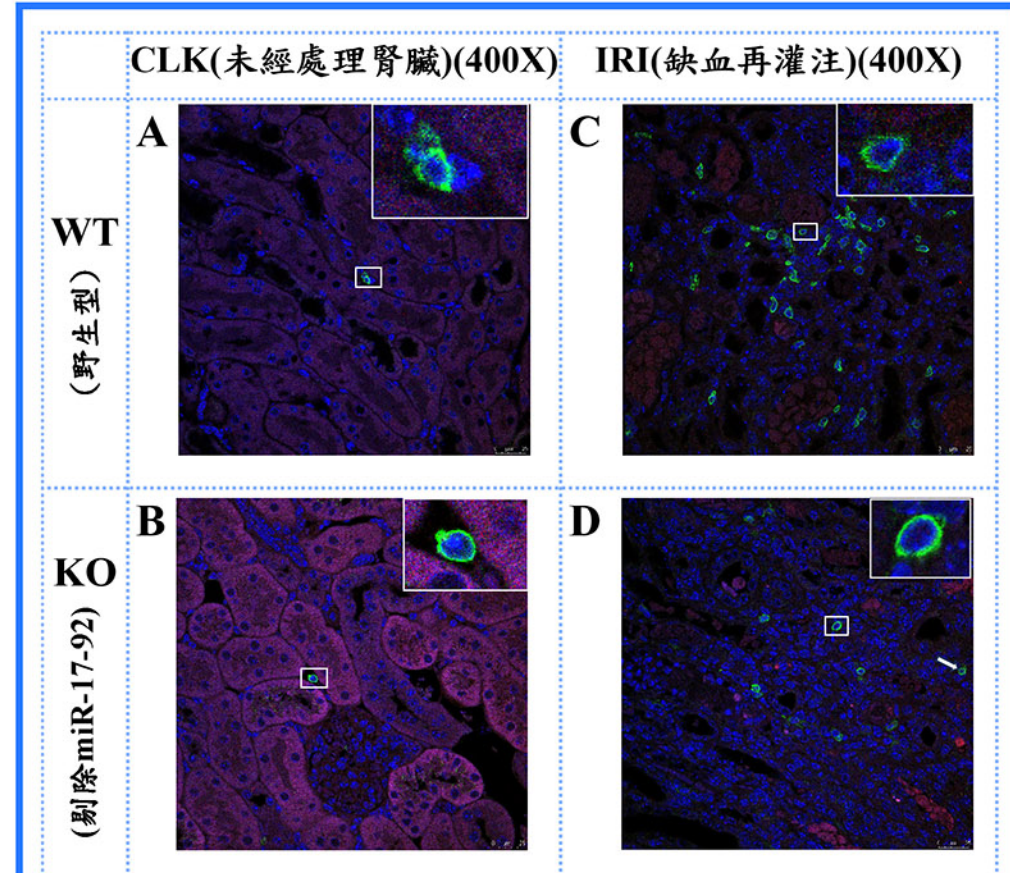 CLK(未經處理腎臟)(400X)
IRI(缺血再灌注)(400X)
WT
(野生型)
A
C
KO
(剔除miR-17-92)
B
D